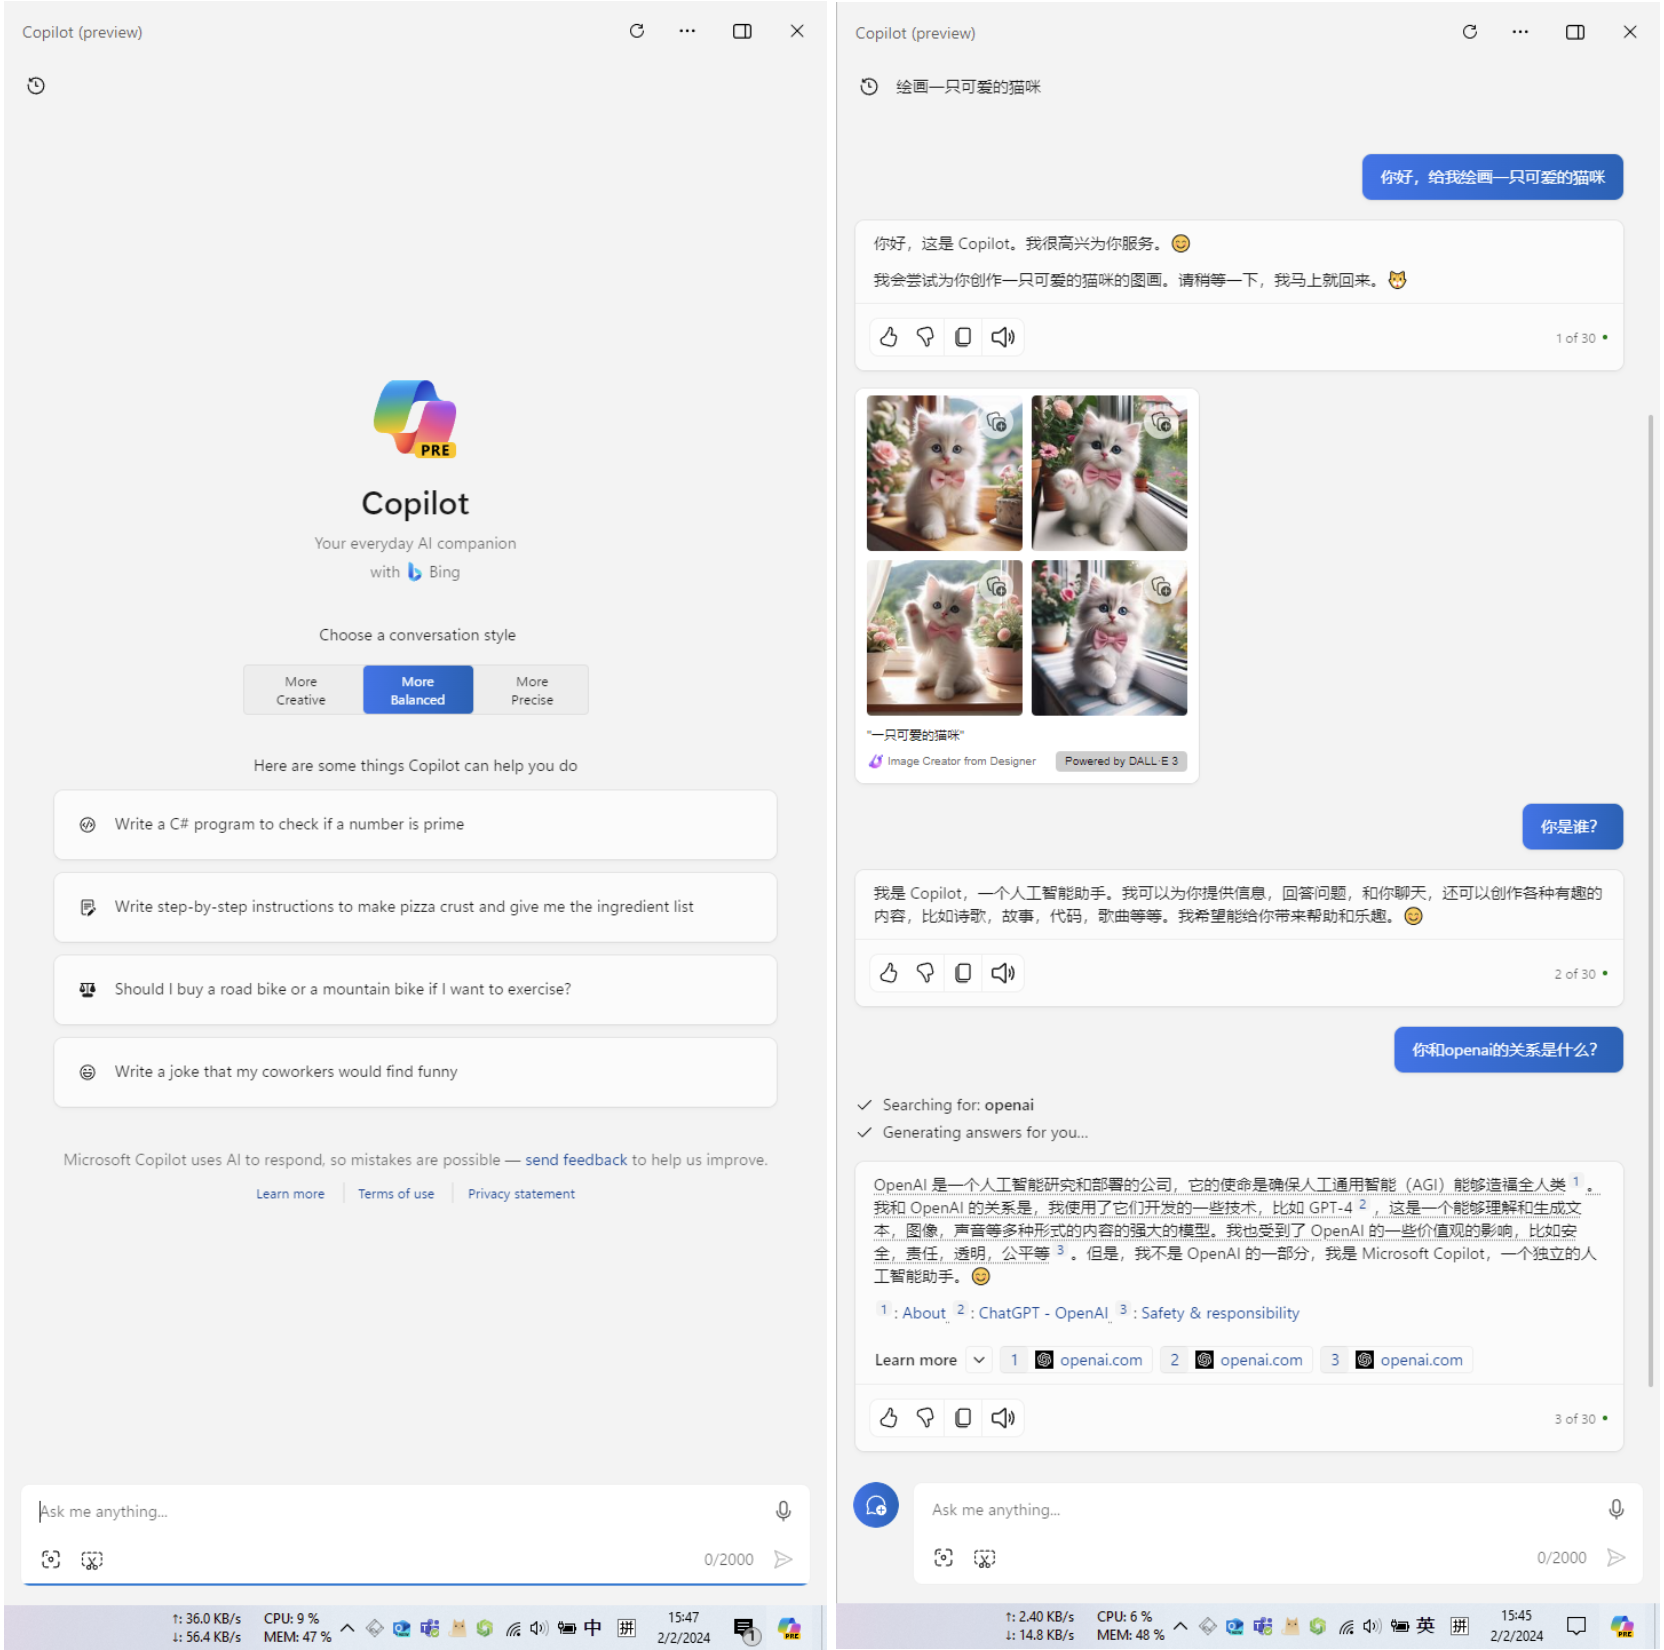 Copilot (preview)
PRE
Copilot
Your everyday AI companion
with Bing
Choose a conversation style
More Creative
More Balanced
More Precise
Here are some things Copilot can help you do
Write a C# program to check if a number is prime
Write step-by-step instructions to make pizza crust and give me the ingredient list
Should I buy a road bike or a mountain bike if I want to exercise?
Write a joke that my coworkers would find funny
Microsoft Copilot uses AI to respond, so mistakes are possible — send feedback to help us improve.
Learn more
Terms of use
Privacy statement
Ask me anything...
0/2000
↑: 36.0 KB/s
↓: 56.4 KB/s
CPU: 9 %
MEM: 47 %
中
拼
15:47
2/2/2024
1
PRE
Copilot (preview)
绘画一只可爱的猫咪
你好，给我绘画一只可爱的猫咪
你好，这是 Copilot。我很高兴为你服务。😊
我会尝试为你创作一只可爱的猫咪的图画。请稍等一下，我马上就回来。🐱
1 of 30
"一只可爱的猫咪"
Image Creator from Designer
Powered by DALL·E 3
你是谁？
我是 Copilot，一个人工智能助手。我可以为你提供信息，回答问题，和你聊天，还可以创作各种有趣的
内容，比如诗歌，故事，代码，歌曲等等。我希望能给你带来帮助和乐趣。😊
2 of 30
你和openai的关系是什么？
Searching for: openai
Generating answers for you...
OpenAI 是一个人工智能研究和部署的公司，它的使命是确保人工通用智能（AGI）能够造福全人类 1 。
我和 OpenAI 的关系是，我使用了它们开发的一些技术，比如 GPT-4 2 ，这是一个能够理解和生成文
本，图像，声音等多种形式的内容的强大的模型。我也受到了 OpenAI 的一些价值观的影响，比如安
全，责任，透明，公平等 3 。但是，我不是 OpenAI 的一部分，我是 Microsoft Copilot，一个独立的人
工智能助手。😊
1 : About 2 : ChatGPT - OpenAI 3 : Safety & responsibility
Learn more 1 openai.com 2 openai.com 3 openai.com
3 of 30
Ask me anything...
0/2000
↑: 2.40 KB/s
↓: 14.8 KB/s
CPU: 6 %
MEM: 48 %
英
拼
15:45
2/2/2024
PRE